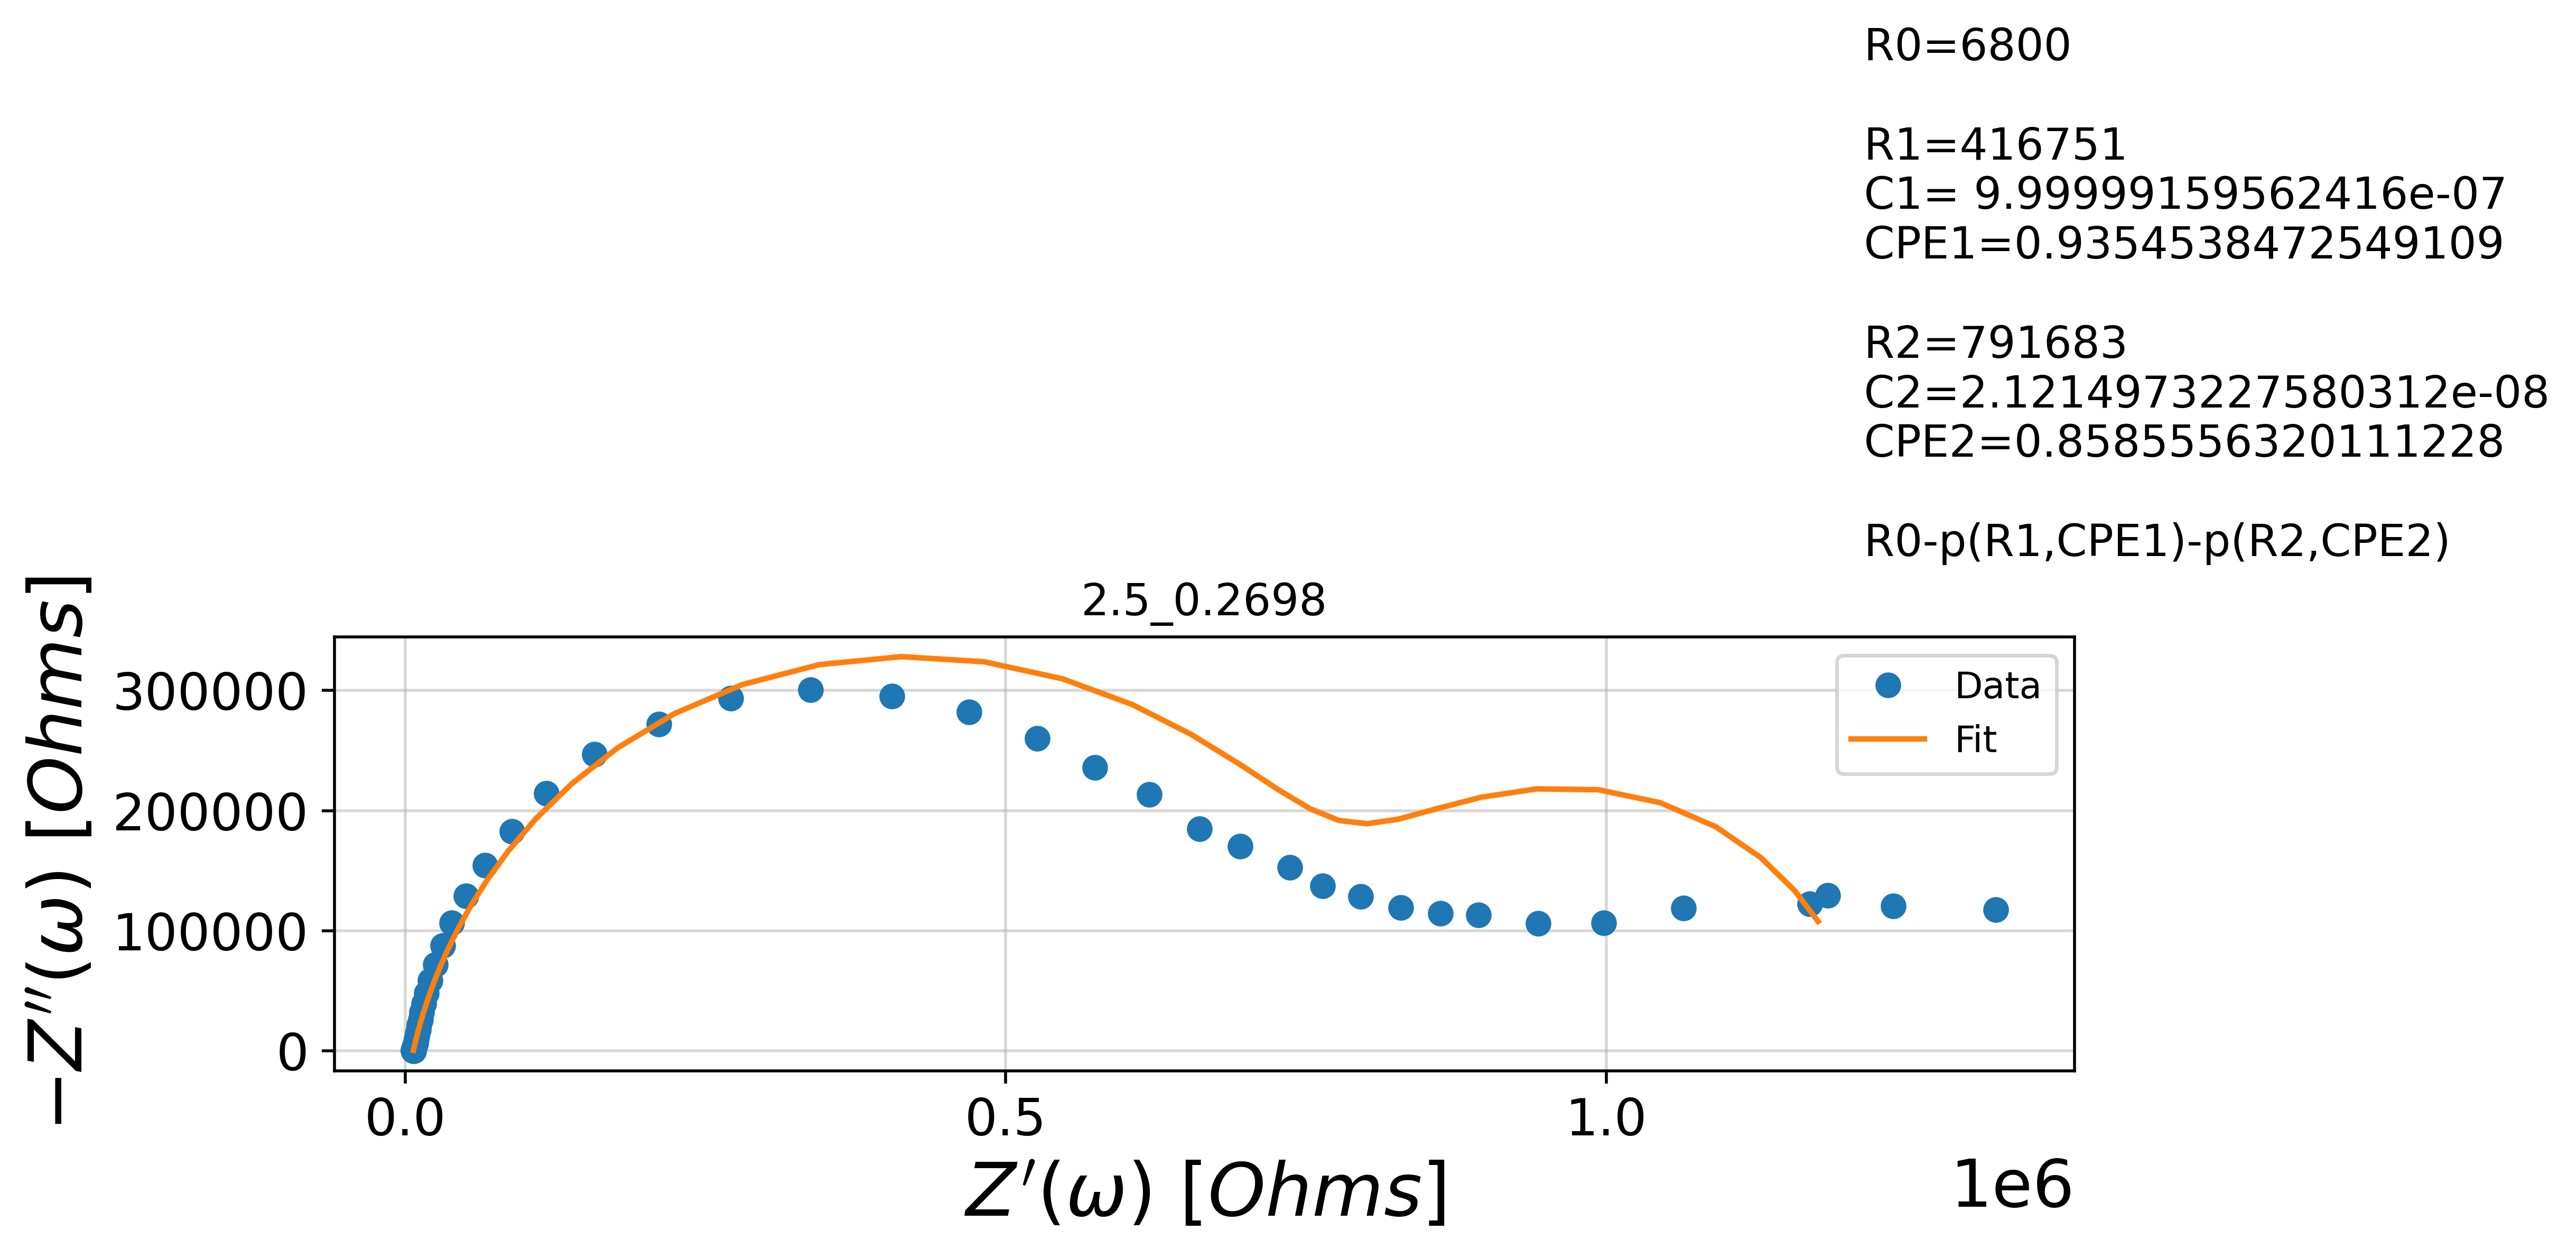 R0=6800
R1=416751
C1= 9.99999159562416e-07
CPE1=0.9354538472549109
R2=791683
C2=2.1214973227580312e-08
CPE2=0.8585556320111228
R0-p(R1,CPE1)-p(R2,CPE2)
2.5_0.2698
−Z″(ω) [Ohms]
300000
200000
100000
0
Data
Fit
0.0 0.5 1.0
Z′(ω) [Ohms]
1e6